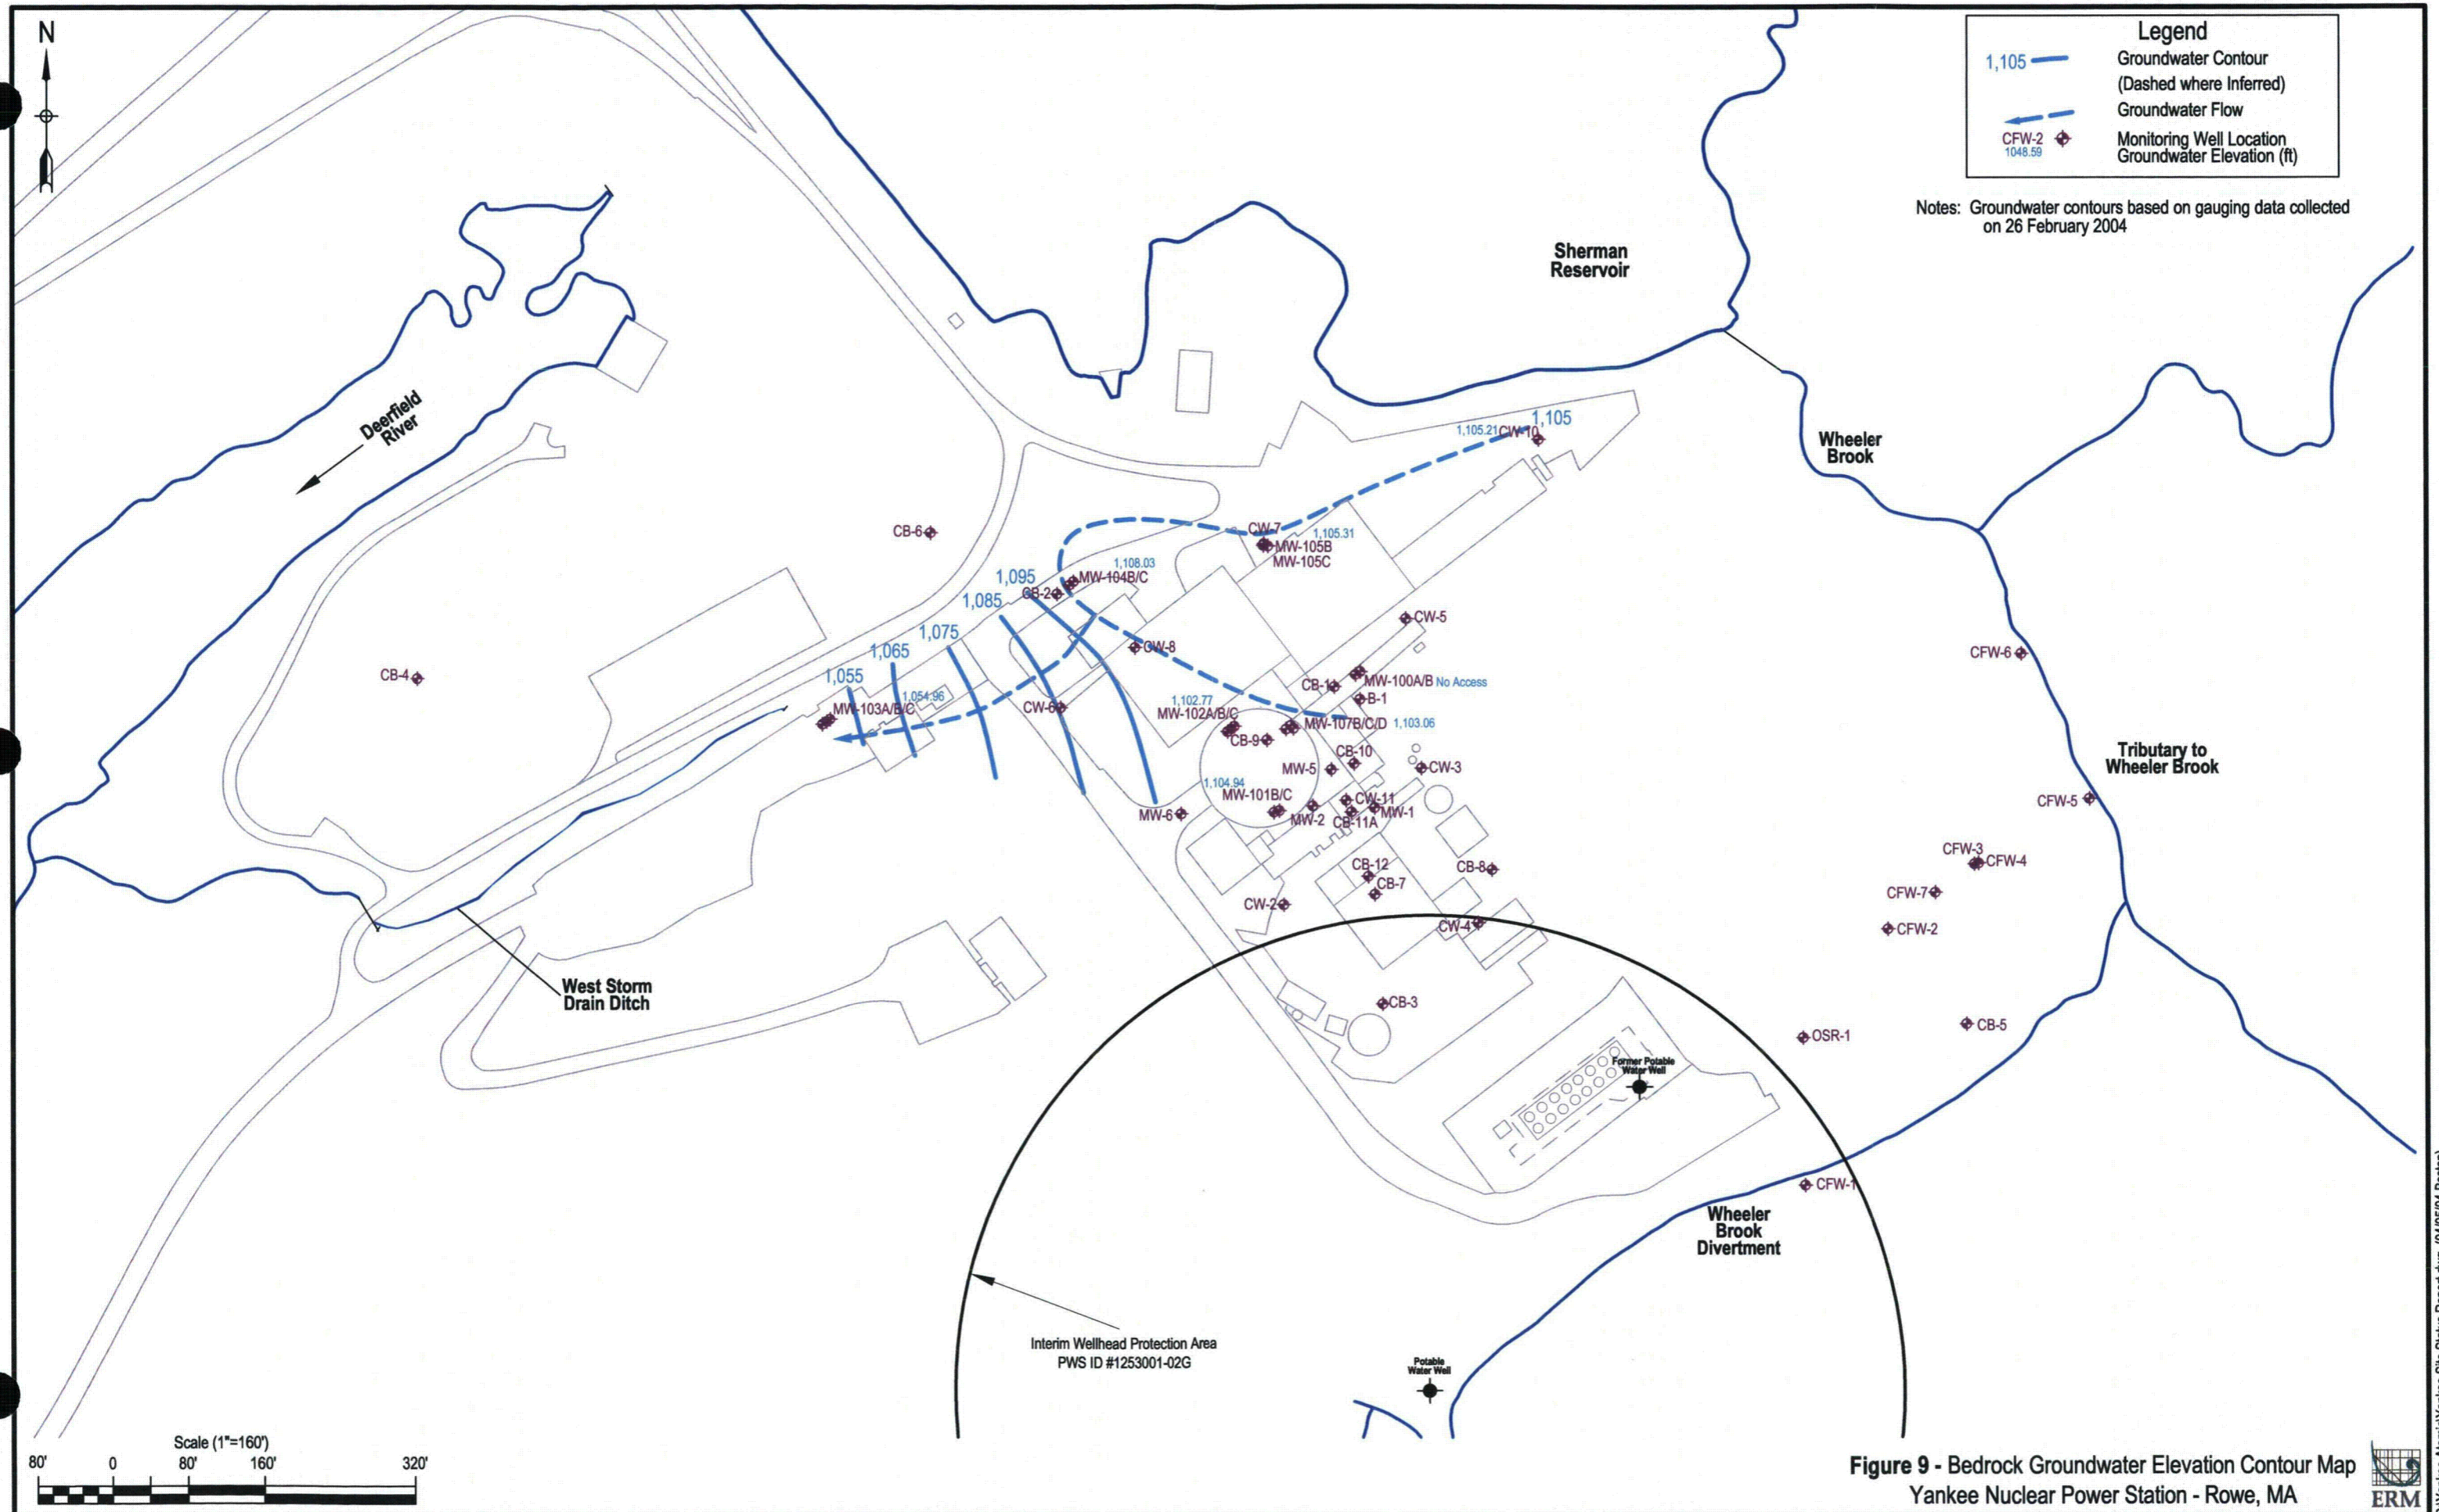 N
Legend
1,105
Groundwater Contour
(Dashed where Inferred)
Groundwater Flow
CFW-2
1048.59
Monitoring Well Location
Groundwater Elevation (ft)
Notes: Groundwater contours based on gauging data collected
on 26 February 2004
Sherman
Reservoir
Deerfield
River
Wheeler
Brook
1,105
1,105.21
CW-10
CB-6
CW-7
1,105.31
MW-105B
MW-105C
1,108.03
MW-104B/C
1,095
CB-2
1,085
CW-5
1,075
CW-8
CFW-6
1,065
CB-4
1,055
CB-1
MW-100A/B No Access
B-1
1,054.96
MW-103A/B/C
CW-6
1,102.77
MW-102A/B/C
MW-107B/C/D 1,103.06
CB-9
CB-10
Tributary to
Wheeler Brook
MW-5
CW-3
1,104.94
MW-101B/C
CW-11
CFW-5
MW-6
MW-2
CB-11A
MW-1
CFW-3
CFW-4
CB-12
CB-8
CB-7
CFW-7
CW-2
CW-4
CFW-2
West Storm
Drain Ditch
CB-3
CB-5
OSR-1
Former Potable
Water Well
CFW-1
Wheeler
Brook
Divertment
Interim Wellhead Protection Area
PWS ID #1253001-02G
Potable
Water Well
Scale (1"=160')
80' 0 80' 160' 320'
Figure 9 - Bedrock Groundwater Elevation Contour Map
Yankee Nuclear Power Station - Rowe, MA
ERM